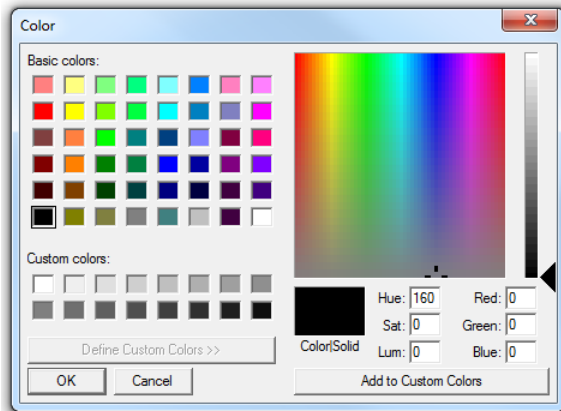 Color
Basic colors:
Custom colors:
Define Custom Colors >>
OK
Cancel
Color|Solid
Hue: 160
Sat: 0
Lum: 0
Red: 0
Green: 0
Blue: 0
Add to Custom Colors